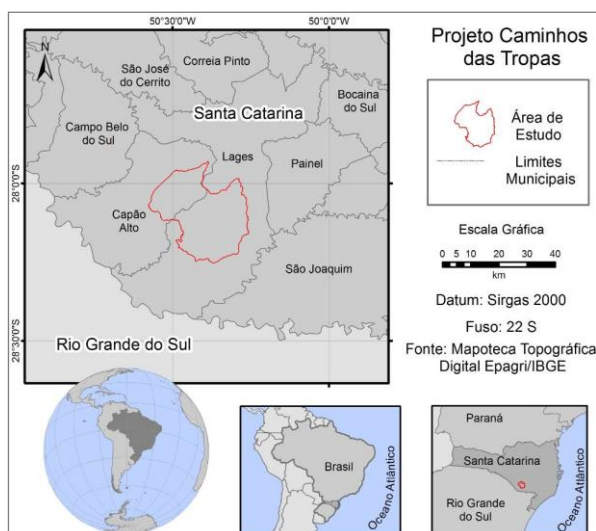 50°30'0"W
50°0'0"W
N
São José
do Cerrito
Correia Pinto
Bocaina
do Sul
Santa Catarina
Campo Belo
do Sul
Lages
Painel
28°0'0"S
Capão
Alto
São Joaquim
28°30'0"S
Rio Grande do Sul
Projeto Caminhos
das Tropas
Área de
Estudo
Limites
Municipais
Escala Gráfica
0 5 10 20 30 40
km
Datum: Sirgas 2000
Fuso: 22 S
Fonte: Mapoteca Topográfica
Digital Epagri/IBGE
Brasil
Oceano Atlântico
Paraná
Santa Catarina
Rio Grande
do Sul
Oceano Atlântico